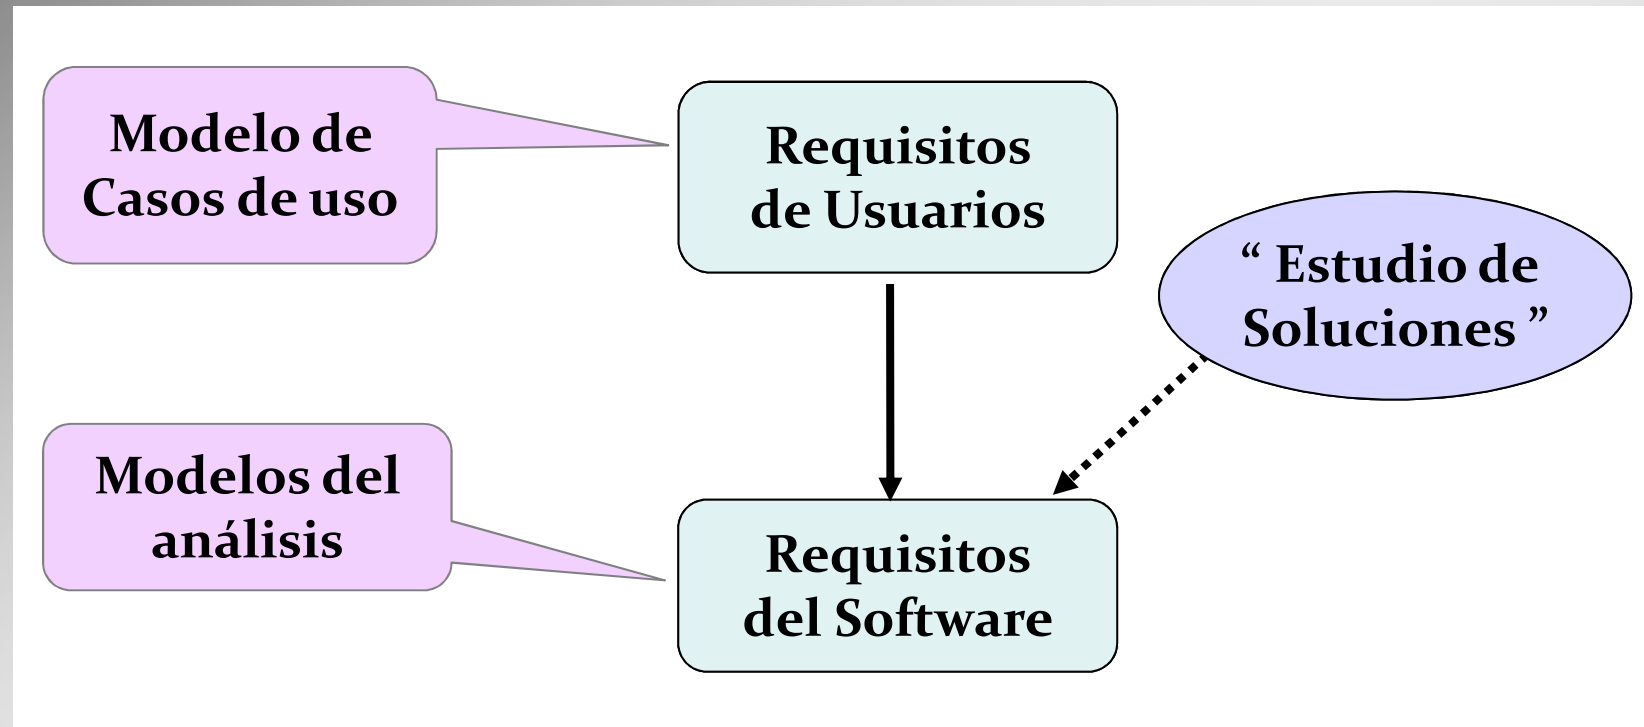 Modelo de
Casos de uso
Requisitos
de Usuarios
“ Estudio de
Soluciones ”
Modelos del
análisis
Requisitos
del Software